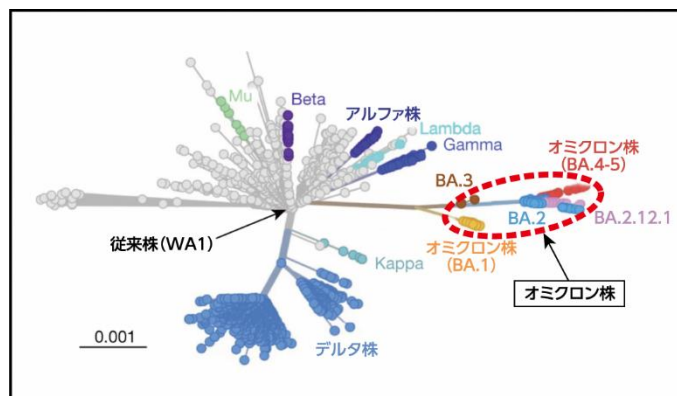 Mu
Beta
アルファ株
Lambda
Gamma
オミクロン株
(BA.4-5)
BA.3
BA.2
BA.2.12.1
従来株(WA1)
オミクロン株
(BA.1)
Kappa
オミクロン株
0.001
デルタ株